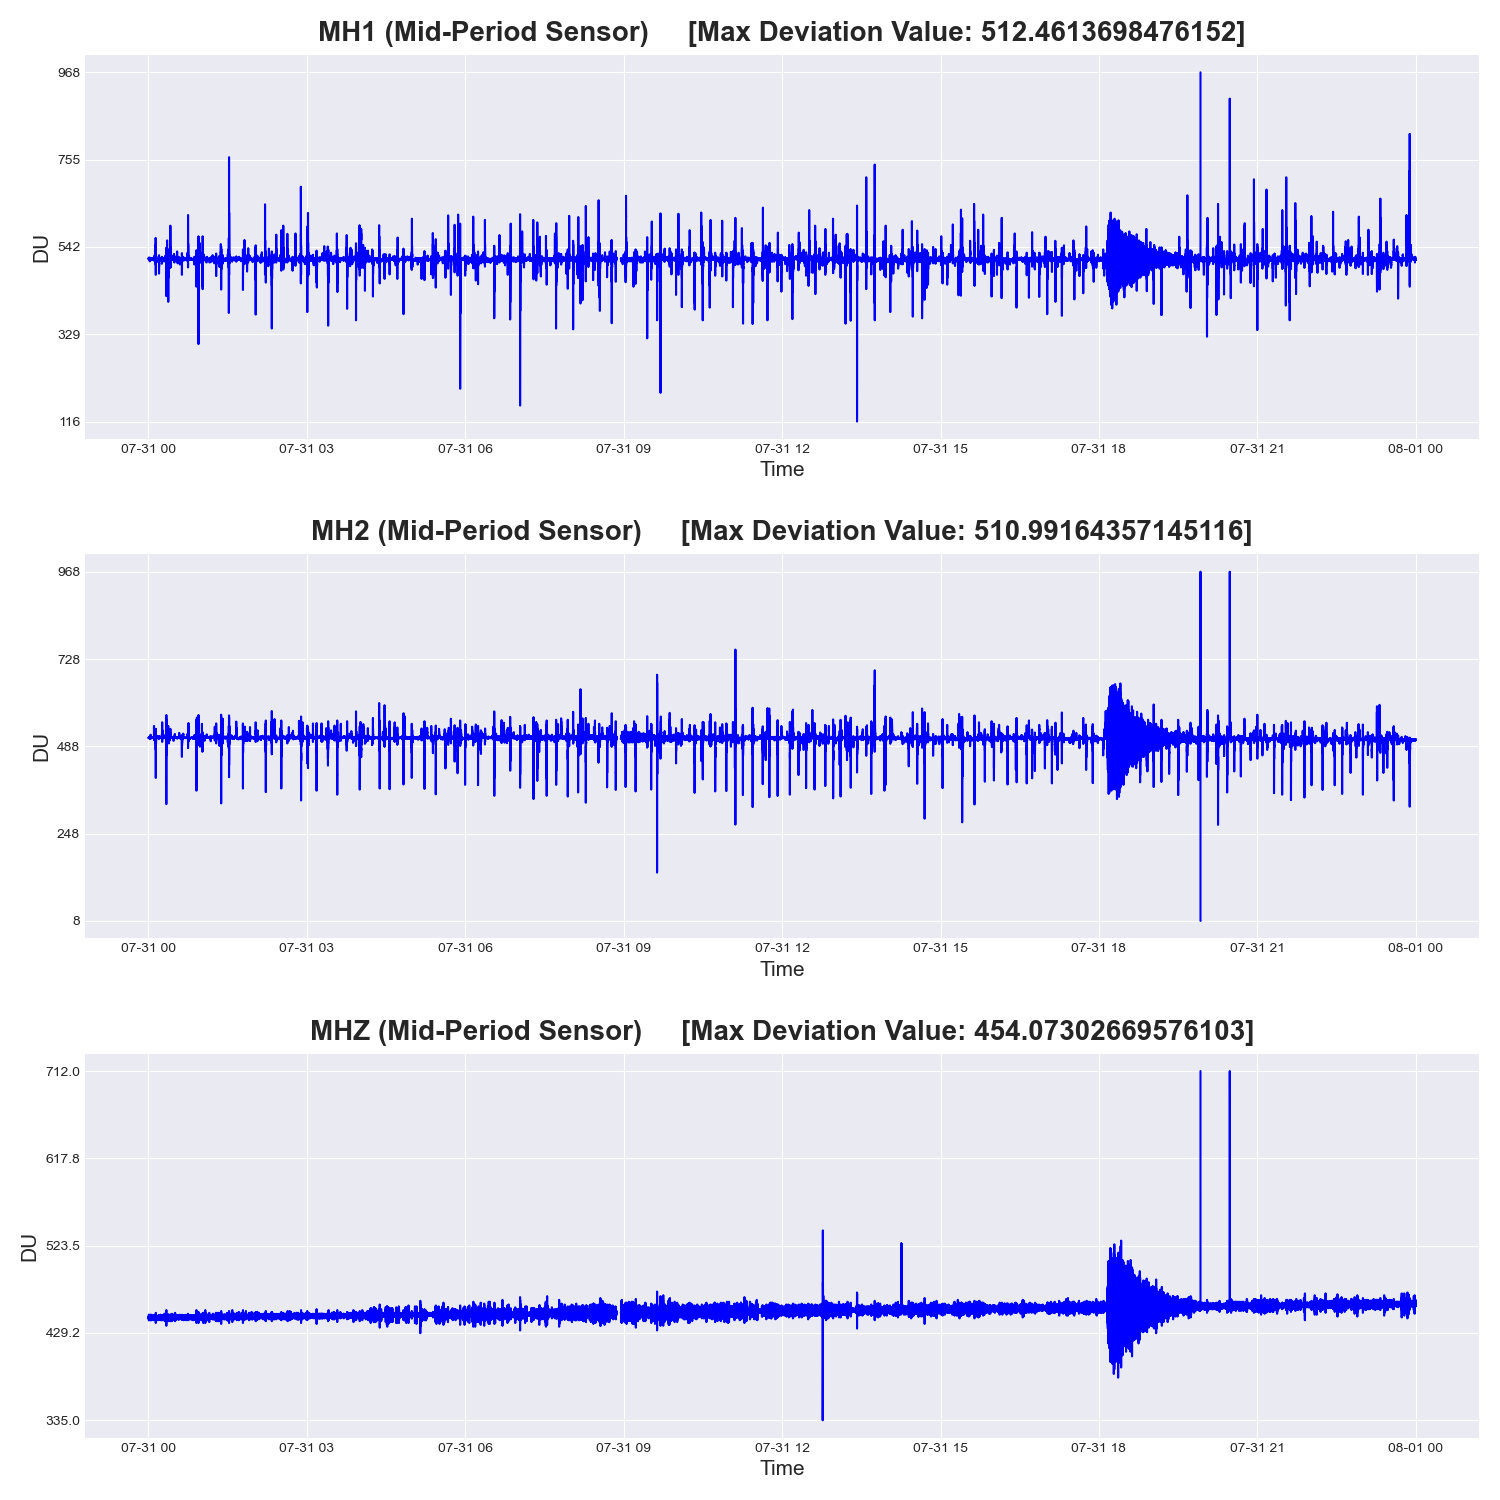 MH1 (Mid-Period Sensor) [Max Deviation Value: 512.4613698476152]
968
755
542
329
116
DU
07-31 00 07-31 03 07-31 06 07-31 09 07-31 12 07-31 15 07-31 18 07-31 21 08-01 00
Time
MH2 (Mid-Period Sensor) [Max Deviation Value: 510.99164357145116]
968
728
488
248
8
DU
07-31 00 07-31 03 07-31 06 07-31 09 07-31 12 07-31 15 07-31 18 07-31 21 08-01 00
Time
MHZ (Mid-Period Sensor) [Max Deviation Value: 454.07302669576103]
712.0
617.8
523.5
429.2
335.0
DU
07-31 00 07-31 03 07-31 06 07-31 09 07-31 12 07-31 15 07-31 18 07-31 21 08-01 00
Time